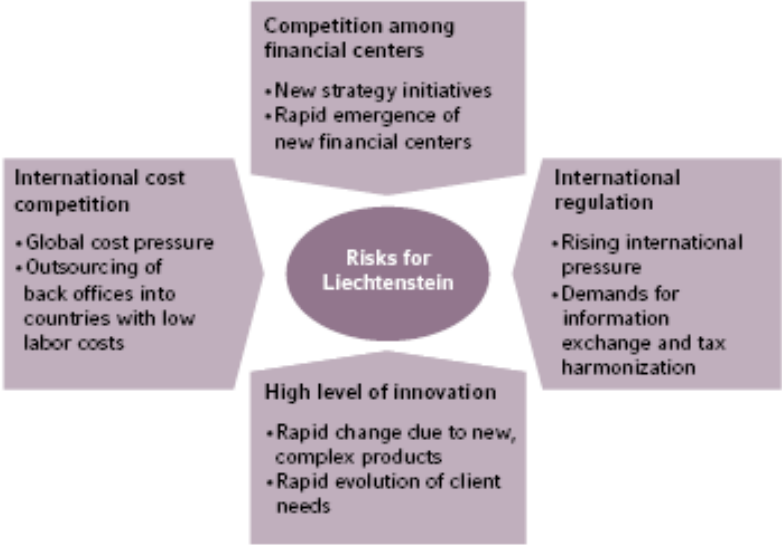 Competition among
financial centers
•New strategy initiatives
•Rapid emergence of
new financial centers
International cost
competition
•Global cost pressure
•Outsourcing of
back offices into
countries with low
labor costs
Risks for
Liechtenstein
International
regulation
•Rising international
pressure
•Demands for
information
exchange and tax
harmonization
High level of innovation
•Rapid change due to new,
complex products
•Rapid evolution of client
needs